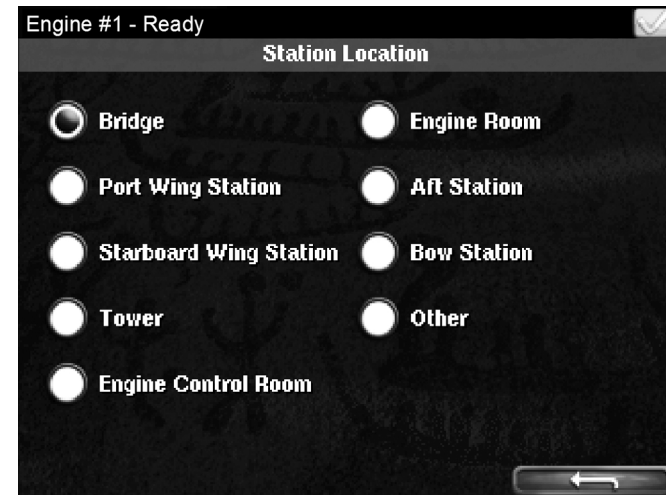 Engine #1 - Ready
Station Location
Bridge
Engine Room
Port Wing Station
Aft Station
Starboard Wing Station
Bow Station
Tower
Other
Engine Control Room